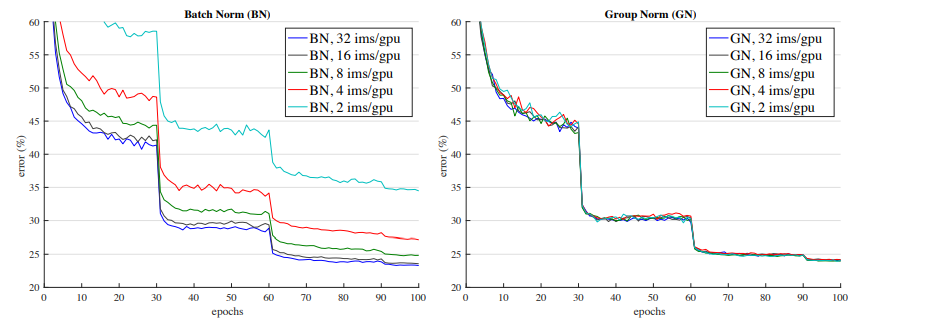 Batch Norm (BN)
60
55
50
45
40
35
30
25
20
error (%)
BN, 32 ims/gpu
BN, 16 ims/gpu
BN, 8 ims/gpu
BN, 4 ims/gpu
BN, 2 ims/gpu
0 10 20 30 40 50 60 70 80 90 100
epochs
Group Norm (GN)
60
55
50
45
40
35
30
25
20
error (%)
GN, 32 ims/gpu
GN, 16 ims/gpu
GN, 8 ims/gpu
GN, 4 ims/gpu
GN, 2 ims/gpu
0 10 20 30 40 50 60 70 80 90 100
epochs